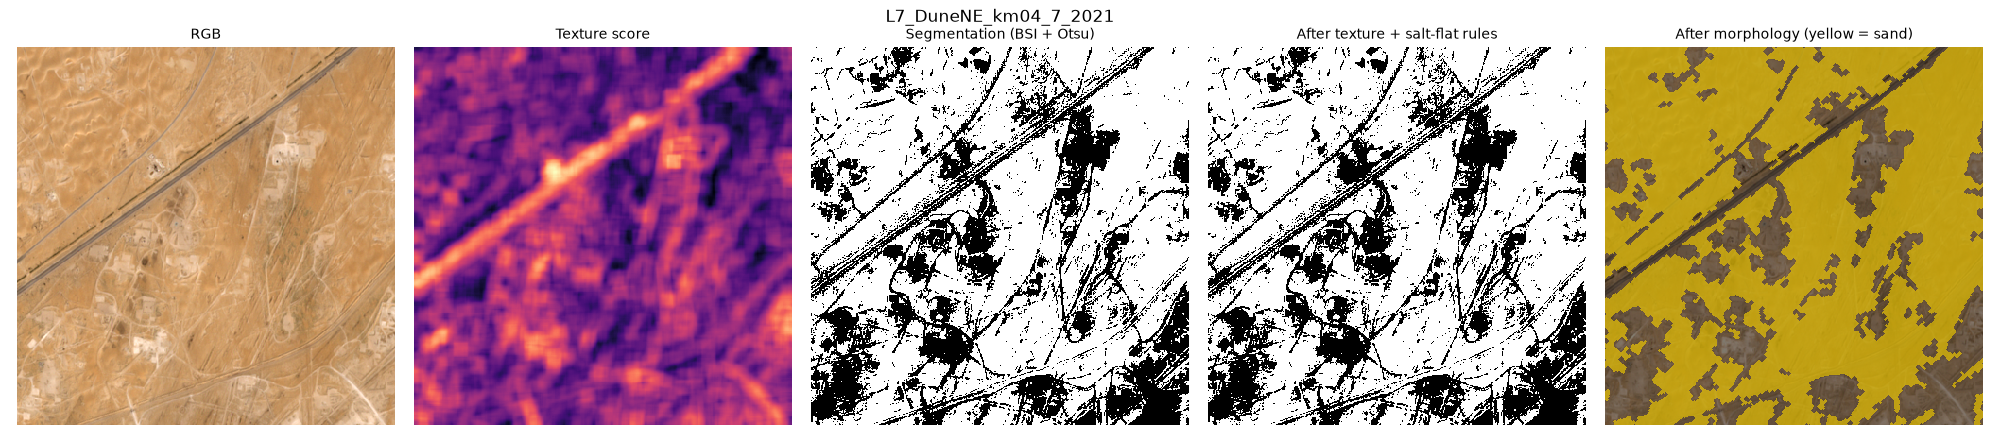 L7_DuneNE_km04_7_2021
RGB
Texture score
Segmentation (BSI + Otsu)
After texture + salt-flat rules
After morphology (yellow = sand)